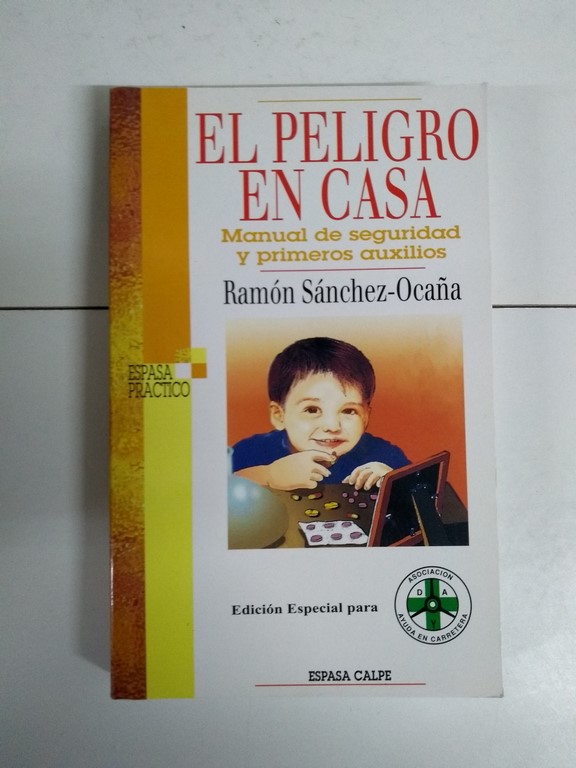 EL PELIGRO
EN CASA
Manual de seguridad
y primeros auxilios
Ramón Sánchez-Ocaña
ESPASA
PRACTICO
Edición Especial para
ASOCIACION
D A
Y
AYUDA EN CARRETERA
ESPASA CALPE